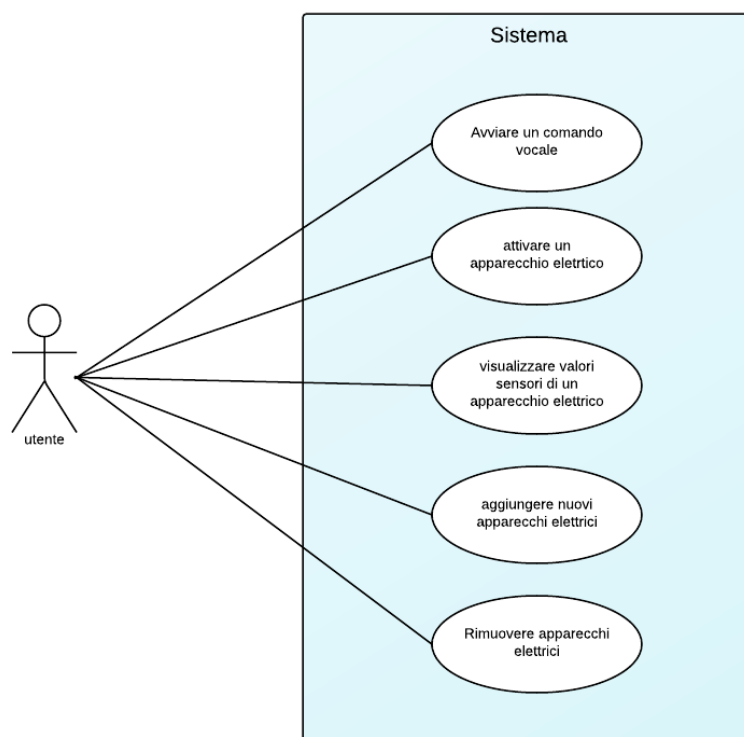 Sistema
Avviare un comando
vocale
attivare un
apparecchio eletrtico
visualizzare valori
sensori di un
apparecchio elettrico
utente
aggiungere nuovi
apparecchi elettrici
Rimuovere apparecchi
elettrici